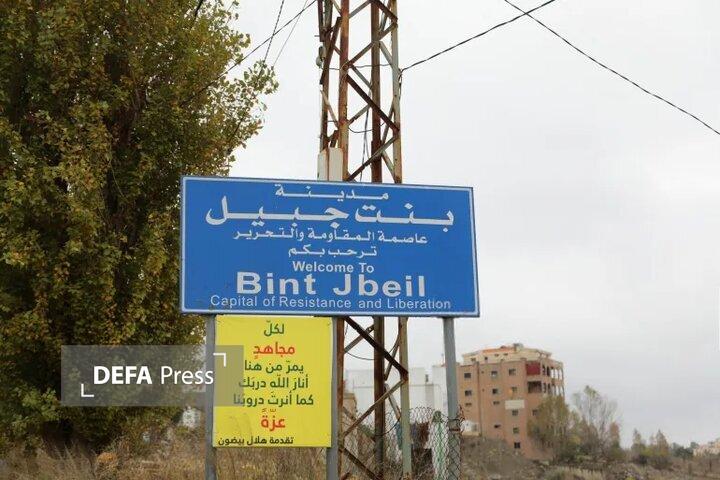 مدينة
بنت جبيل
عاصمة المقاومة والتحرير
ترحب بكم
Welcome To
Bint Jbeil
Capital of Resistance and Liberation
لكلّ
مجاهدٍ
يمرّ من هنا
أنارَ الله دربَك
كما أنرتَ دروبنا
عزّةً
تقدمة هلال بيضون
DEFA Press